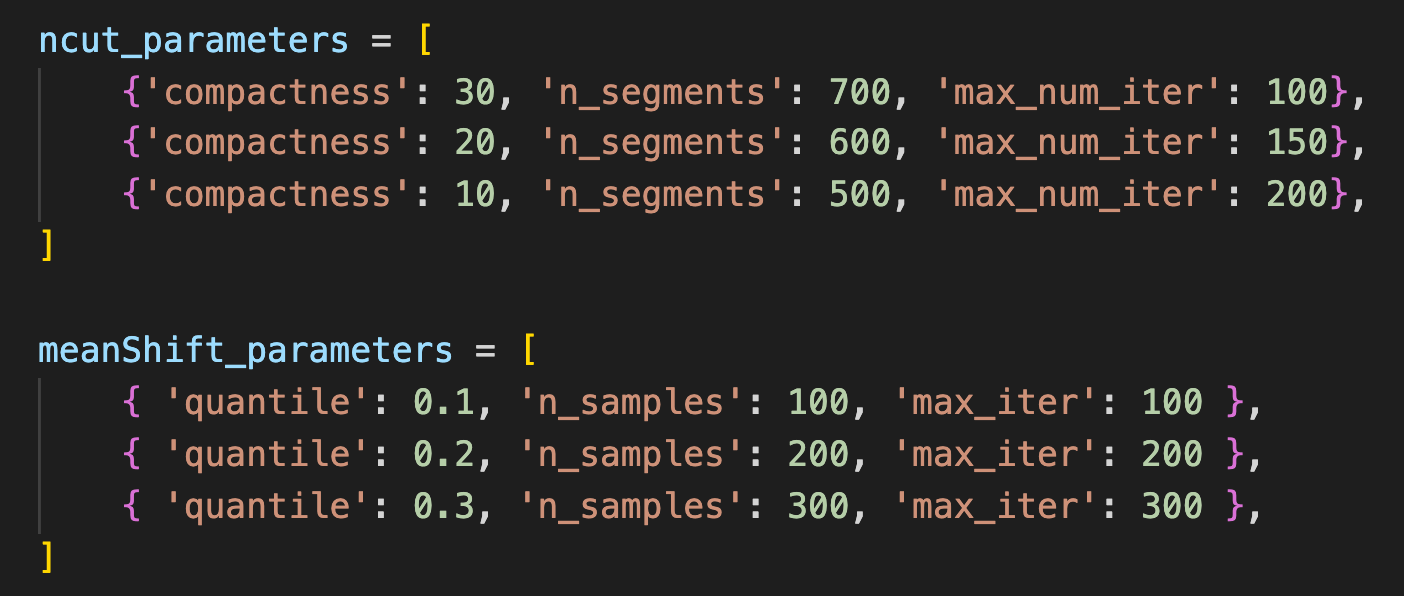 ncut_parameters = [
    {'compactness': 30, 'n_segments': 700, 'max_num_iter': 100},
    {'compactness': 20, 'n_segments': 600, 'max_num_iter': 150},
    {'compactness': 10, 'n_segments': 500, 'max_num_iter': 200},
]
meanShift_parameters = [
    { 'quantile': 0.1, 'n_samples': 100, 'max_iter': 100 },
    { 'quantile': 0.2, 'n_samples': 200, 'max_iter': 200 },
    { 'quantile': 0.3, 'n_samples': 300, 'max_iter': 300 },
]